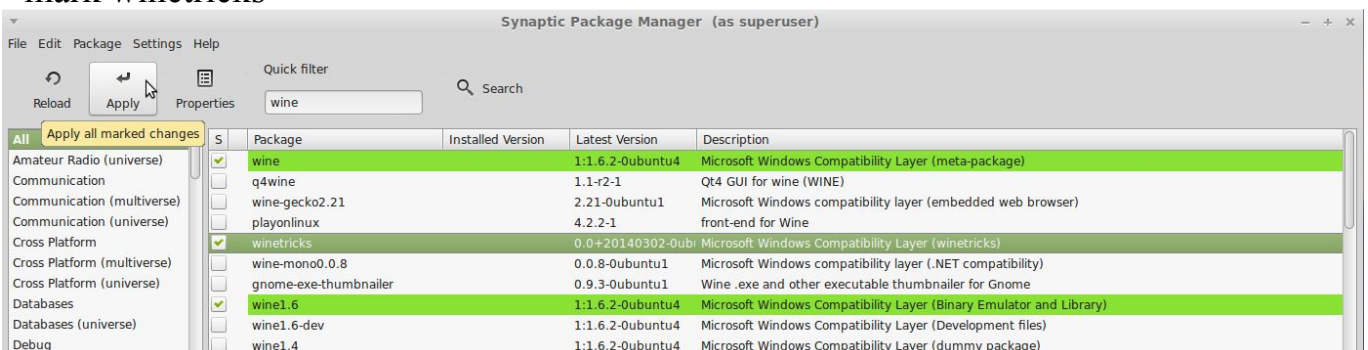 mark winetricks
Synaptic Package Manager (as superuser)
File Edit Package Settings Help
Reload Apply Properties Quick filter wine Search
Apply all marked changes
All S Package Installed Version Latest Version Description
Amateur Radio (universe) wine 1:1.6.2-0ubuntu4 Microsoft Windows Compatibility Layer (meta-package)
Communication q4wine 1.1-r2-1 Qt4 GUI for wine (WINE)
Communication (multiverse) wine-gecko2.21 2.21-0ubuntu1 Microsoft Windows compatibility layer (embedded web browser)
Communication (universe) playonlinux 4.2.2-1 front-end for Wine
Cross Platform winetricks 0.0+20140302-0ubu Microsoft Windows Compatibility Layer (winetricks)
Cross Platform (multiverse) wine-mono0.0.8 0.0.8-0ubuntu1 Microsoft Windows compatibility layer (.NET compatibility)
Cross Platform (universe) gnome-exe-thumbnailer 0.9.3-0ubuntu1 Wine .exe and other executable thumbnailer for Gnome
Databases wine1.6 1:1.6.2-0ubuntu4 Microsoft Windows Compatibility Layer (Binary Emulator and Library)
Databases (universe) wine1.6-dev 1:1.6.2-0ubuntu4 Microsoft Windows Compatibility Layer (Development files)
Debug wine1.4 1:1.6.2-0ubuntu4 Microsoft Windows Compatibility Layer (dummy package)